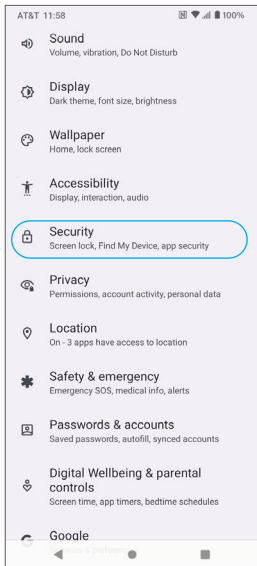 AT&T 11:58 100%
Sound
Volume, vibration, Do Not Disturb
Display
Dark theme, font size, brightness
Wallpaper
Home, lock screen
Accessibility
Display, interaction, audio
Security
Screen lock, Find My Device, app security
Privacy
Permissions, account activity, personal data
Location
On - 3 apps have access to location
Safety & emergency
Emergency SOS, medical info, alerts
Passwords & accounts
Saved passwords, autofill, synced accounts
Digital Wellbeing & parental
controls
Screen time, app timers, bedtime schedules
Google